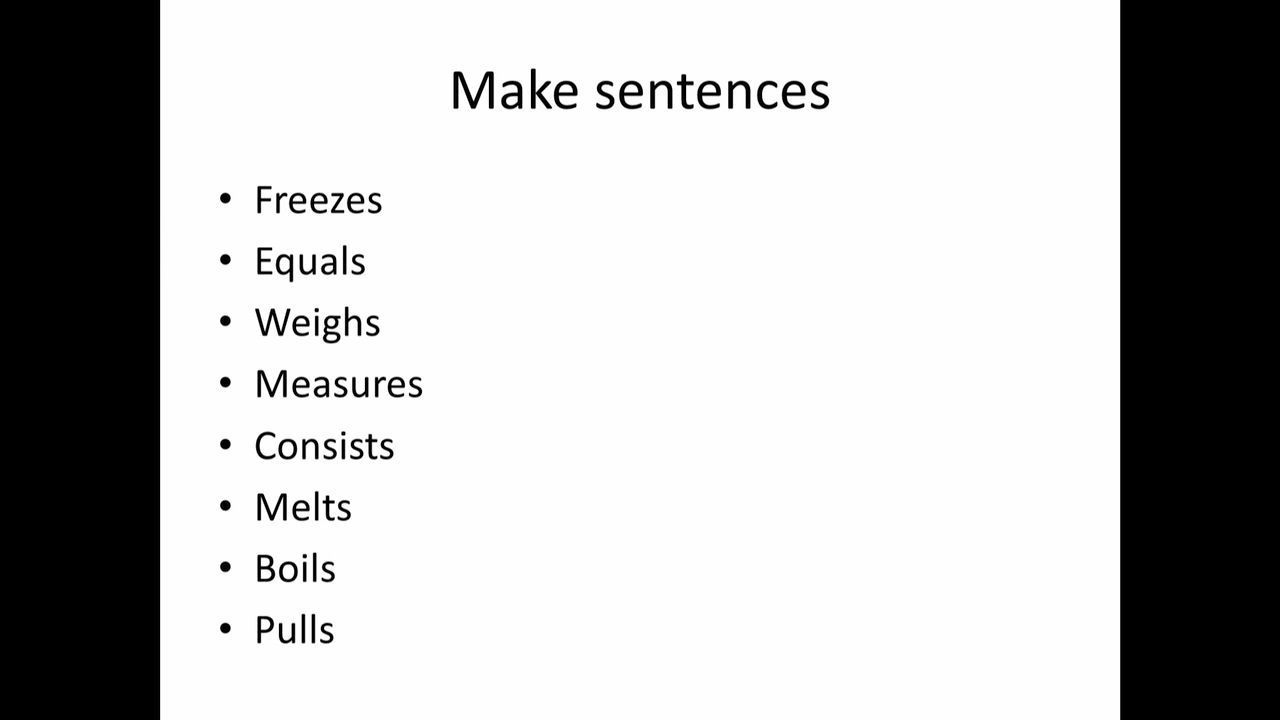 Make sentences
• Freezes
• Equals
• Weighs
• Measures
• Consists
• Melts
• Boils
• Pulls